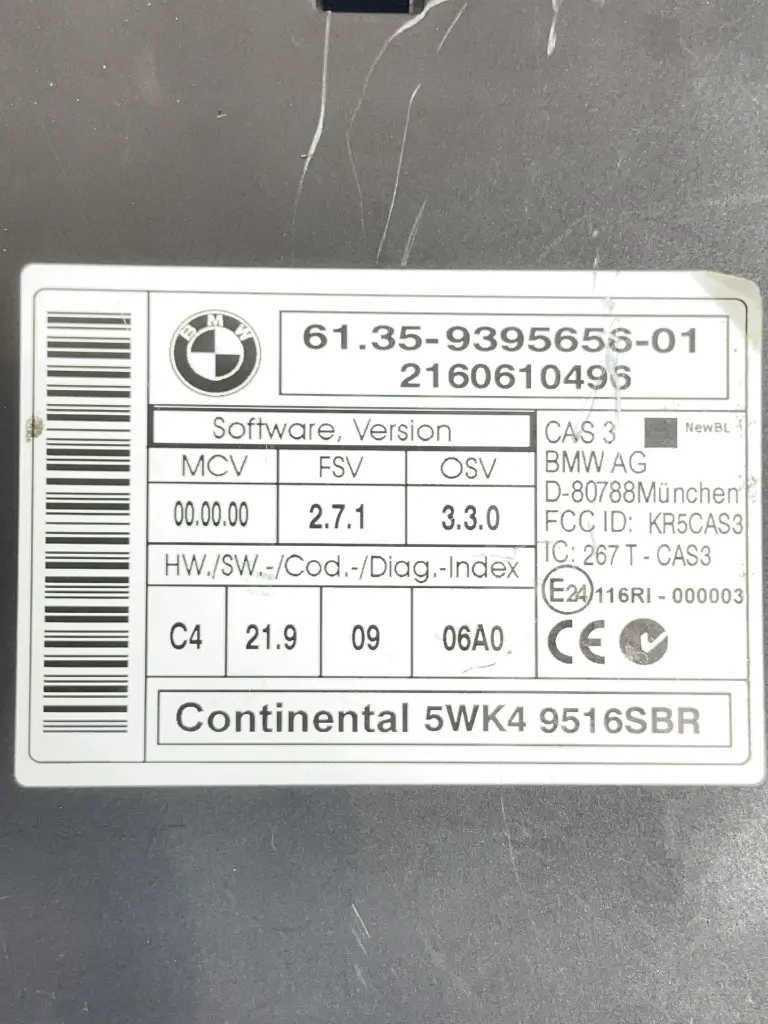 BMW
61.35-9395656-01
2160610496
Software, Version
MCV FSV OSV
00.00.00 2.7.1 3.3.0
HW./SW.-/Cod.-/Diag.-Index
C4 21.9 09 06A0
CAS 3 NewBL
BMW AG
D-80788München
FCC ID: KR5CAS3
IC: 267 T - CAS3
E24 116RI - 000003
CE
Continental 5WK4 9516SBR